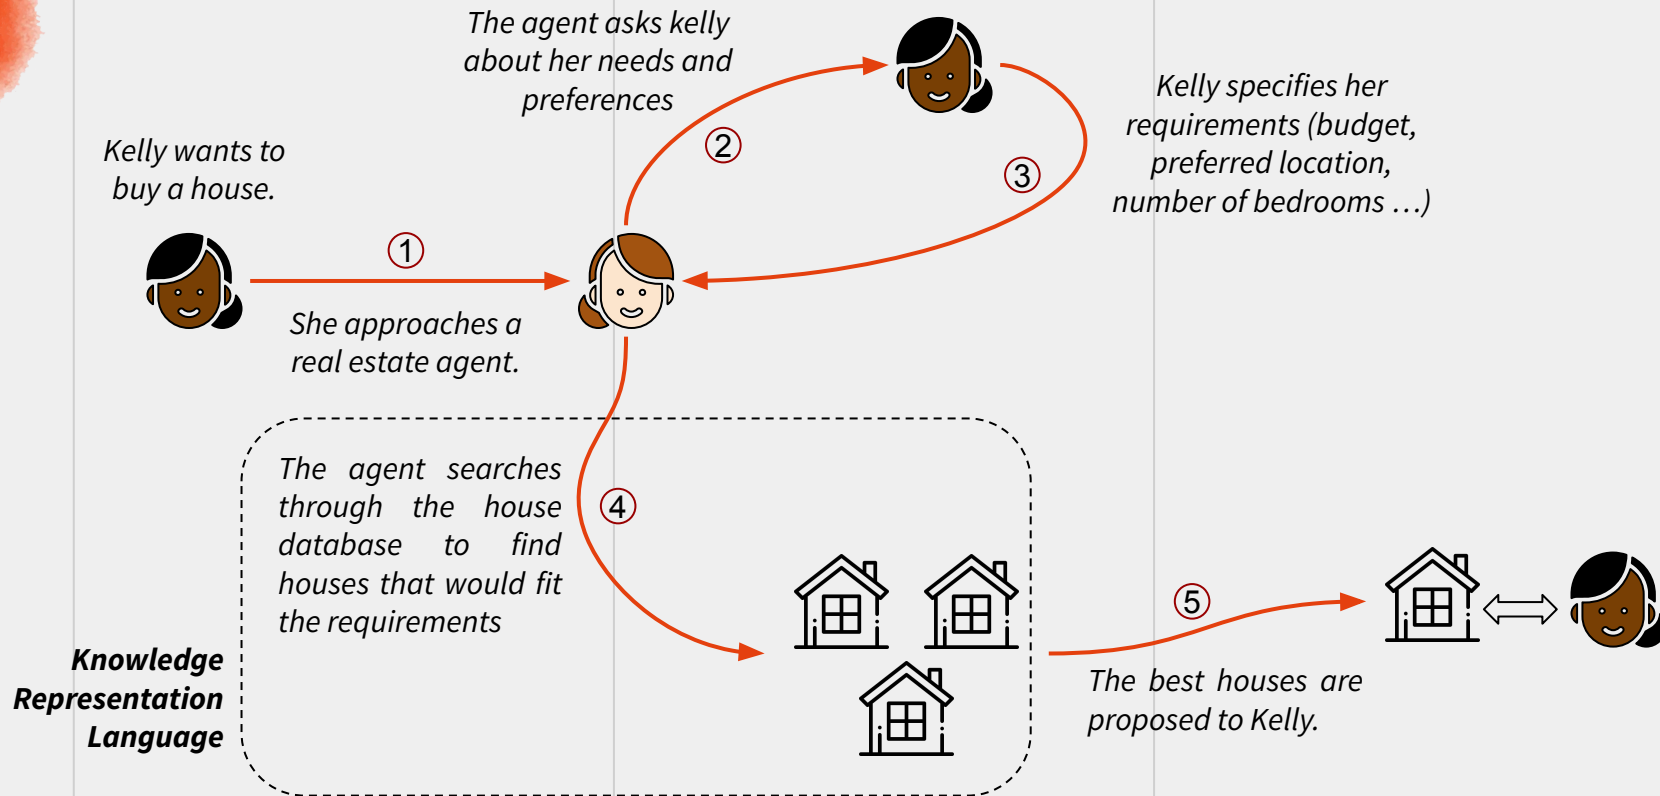 The agent asks kelly
about her needs and
preferences
Kelly specifies her
requirements (budget,
preferred location,
number of bedrooms ...)
Kelly wants to
buy a house.
①
②
③
She approaches a
real estate agent.
The agent searches
through the house
database to find
houses that would fit
the requirements
④
Knowledge
Representation
Language
⑤
The best houses are
proposed to Kelly.